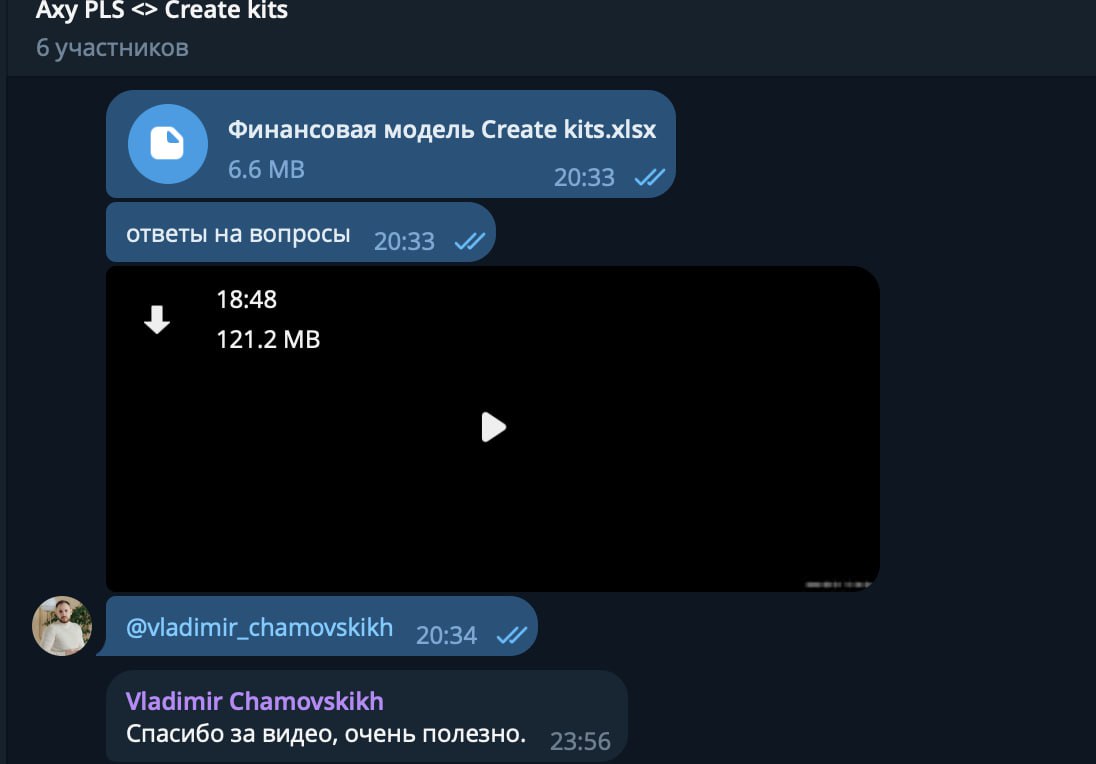 Axy PLS <> Create kits
6 участников
Финансовая модель Create kits.xlsx
6.6 MB
20:33
ответы на вопросы 20:33
18:48
121.2 MB
@vladimir_chamovskikh 20:34
Vladimir Chamovskikh
Спасибо за видео, очень полезно. 23:56